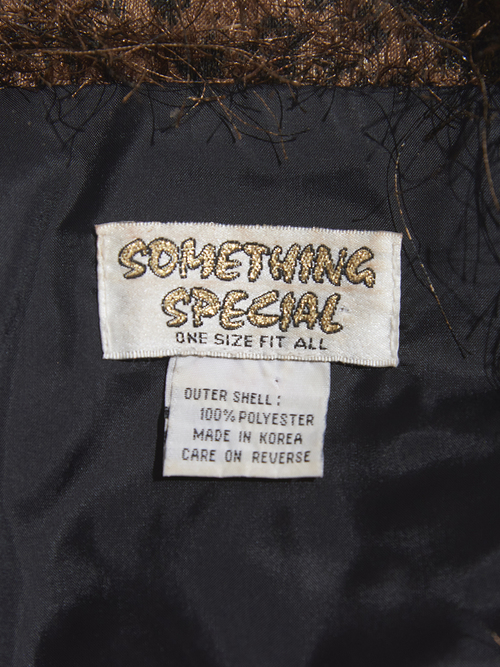 SOMETHING
SPECIAL
ONE SIZE FIT ALL
OUTER SHELL:
100% POLYESTER
MADE IN KOREA
CARE ON REVERSE